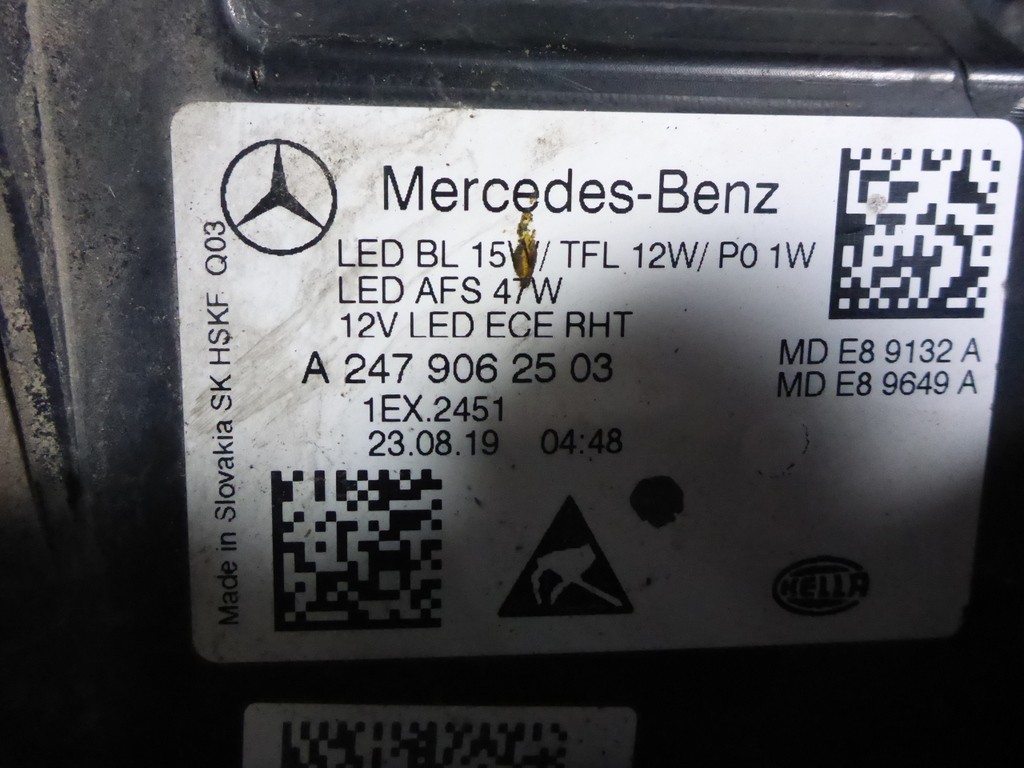 Mercedes-Benz
LED BL 15W/ TFL 12W/ P0 1W
LED AFS 47W
12V LED ECE RHT
A 247 906 25 03
1EX.2451
23.08.19 04:48
MD E8 9132 A
MD E8 9649 A
Made in Slovakia SK HSKF Q03
HELLA